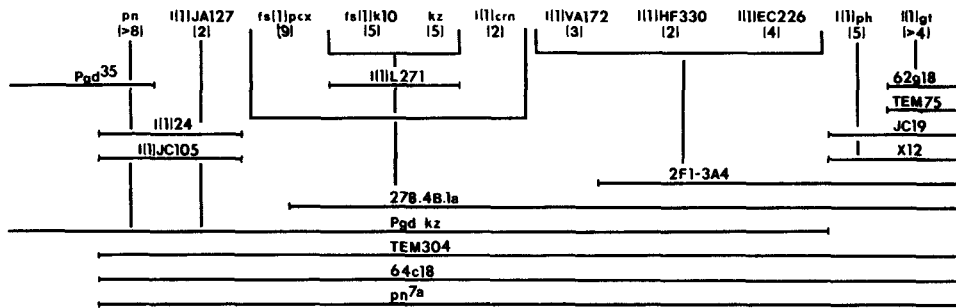 pn l(1)JA127 fs(1)pcx fs(1)k10 kz l(1)crn l(1)VA172 l(1)HF330 l(1)EC226 l(1)ph l(1)gt
(>8) (2) (9) (5) (5) (2) (3) (2) (4) (5) (>4)
Pgd35 l(1)L271 62g18
TEM75
l(1)24 JC19
l(1)JC105 X12
2F1-3A4
278.4B.1a
Pgd kz
TEM304
64c18
pn7a